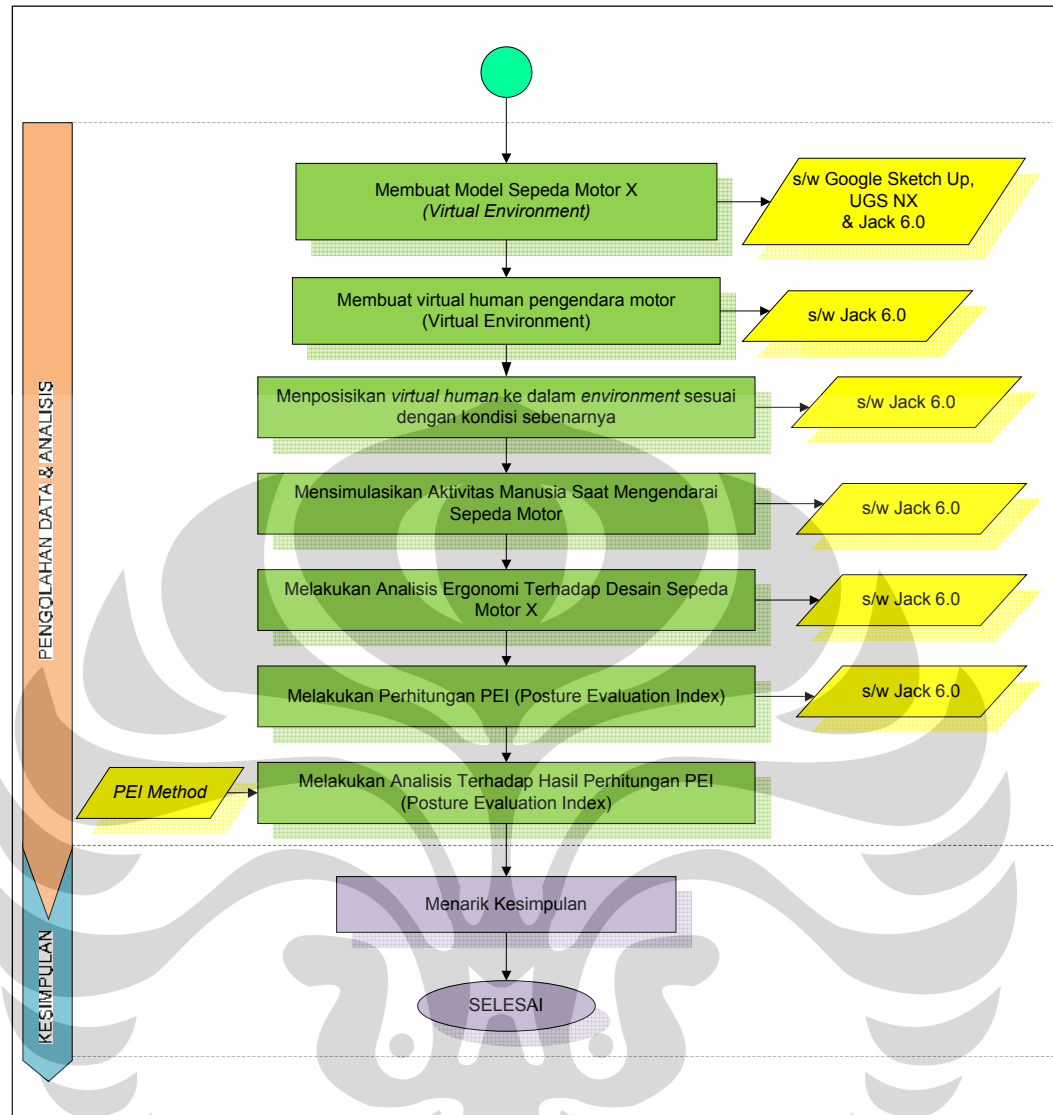 Membuat Model Sepeda Motor X
(Virtual Environment)
s/w Google Sketch Up,
UGS NX
& Jack 6.0
Membuat virtual human pengendara motor
(Virtual Environment)
s/w Jack 6.0
Menposisikan virtual human ke dalam environment sesuai
dengan kondisi sebenarnya
s/w Jack 6.0
Mensimulasikan Aktivitas Manusia Saat Mengendarai
Sepeda Motor
s/w Jack 6.0
Melakukan Analisis Ergonomi Terhadap Desain Sepeda
Motor X
s/w Jack 6.0
Melakukan Perhitungan PEI (Posture Evaluation Index)
s/w Jack 6.0
PEI Method
Melakukan Analisis Terhadap Hasil Perhitungan PEI
(Posture Evaluation Index)
PENGOLAHAN DATA & ANALISIS
Menarik Kesimpulan
SELESAI
KESIMPULAN